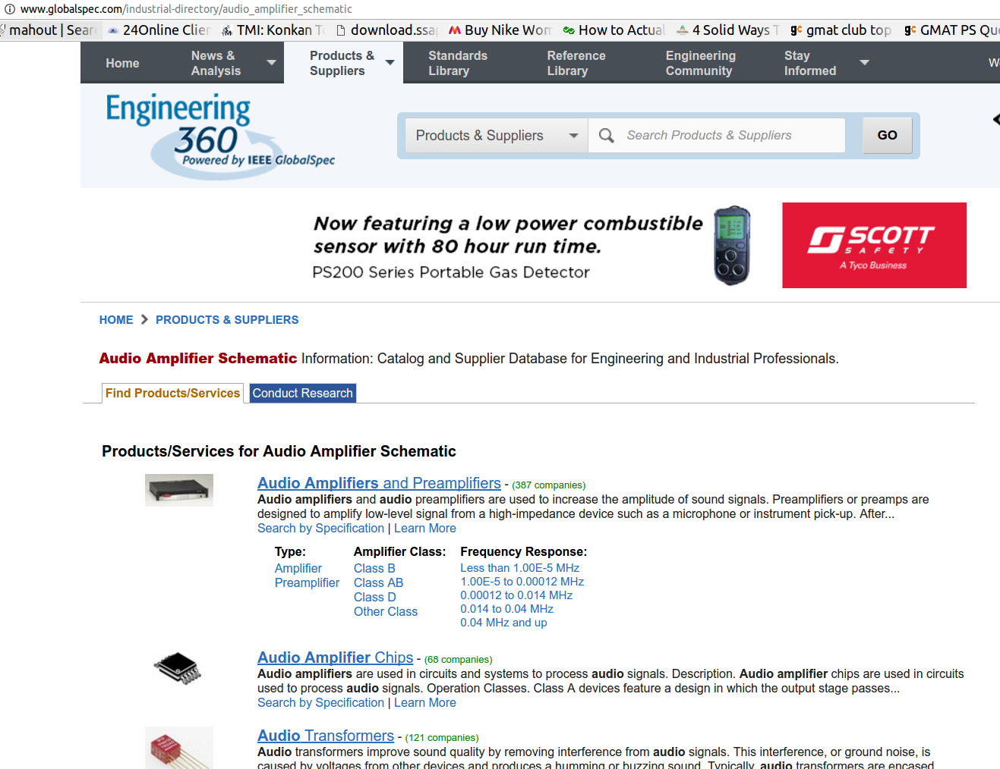 www.globalspec.com/industrial-directory/audio_amplifier_schematic
mahout | Sear 24Online Clien TMI: Konkan T download.ssa Buy Nike Wom How to Actual 4 Solid Ways T gmat club top GMAT PS Qu
Home News & Analysis Products & Suppliers Standards Library Reference Library Engineering Community Stay Informed
Engineering
360
Powered by IEEE GlobalSpec
Products & Suppliers Search Products & Suppliers GO
Now featuring a low power combustible
sensor with 80 hour run time.
PS200 Series Portable Gas Detector
SCOTT
SAFETY
A Tyco Business
HOME PRODUCTS & SUPPLIERS
Audio Amplifier Schematic Information: Catalog and Supplier Database for Engineering and Industrial Professionals.
Find Products/Services Conduct Research
Products/Services for Audio Amplifier Schematic
Audio Amplifiers and Preamplifiers - (387 companies)
Audio amplifiers and audio preamplifiers are used to increase the amplitude of sound signals. Preamplifiers or preamps are
designed to amplify low-level signal from a high-impedance device such as a microphone or instrument pick-up. After...
Search by Specification | Learn More
Type: Amplifier Class: Frequency Response:
Amplifier Class B Less than 1.00E-5 MHz
Preamplifier Class AB 1.00E-5 to 0.00012 MHz
Class D 0.00012 to 0.014 MHz
Other Class 0.014 to 0.04 MHz
0.04 MHz and up
Audio Amplifier Chips - (68 companies)
Audio amplifiers are used in circuits and systems to process audio signals. Description. Audio amplifier chips are used in circuits
used to process audio signals. Operation Classes. Class A devices feature a design in which the output stage passes...
Search by Specification | Learn More
Audio Transformers - (121 companies)
Audio transformers improve sound quality by removing interference from audio signals. This interference, or ground noise, is
caused by voltages from other devices and produces a humming or buzzing sound. Typically, audio transformers are encased